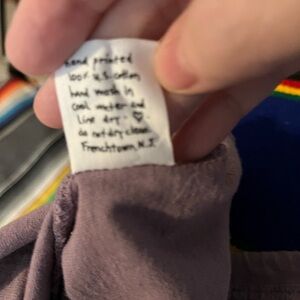 hand printed
100% U.S. cotton
hand wash in
cool water and
line dry. ♡
do not dry clean
Frenchtown, N.J.